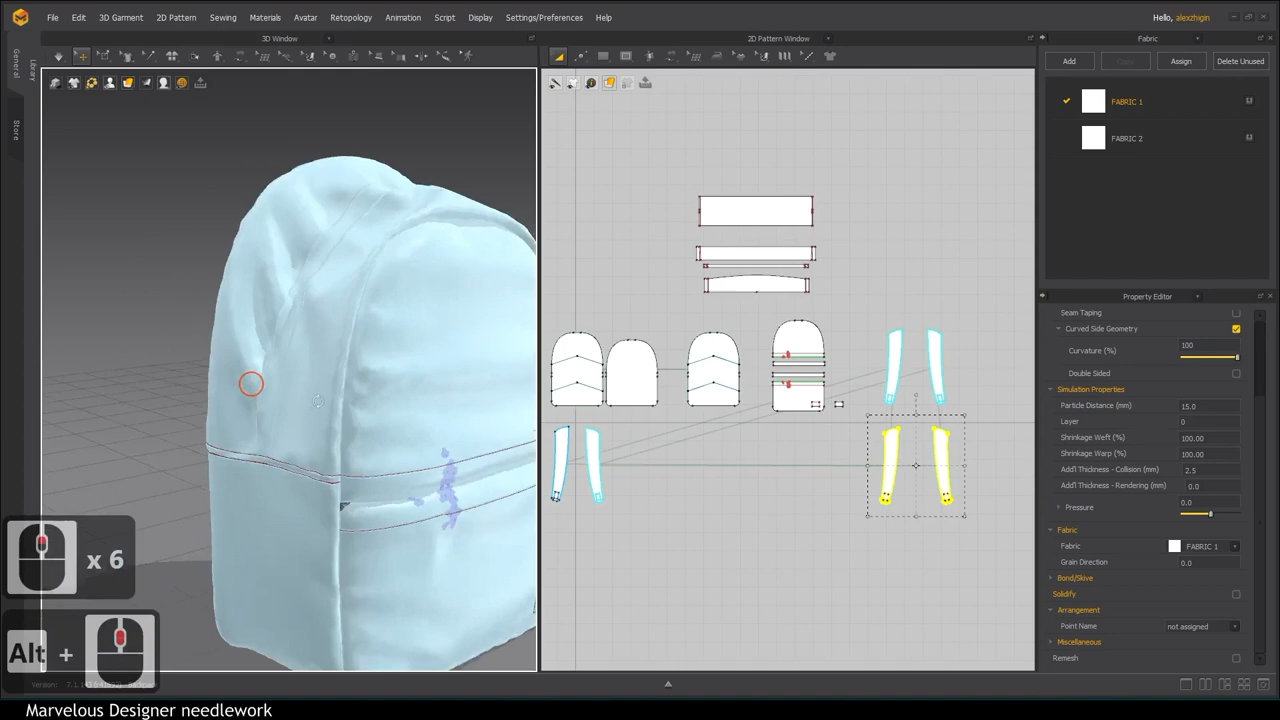 File Edit 3D Garment 2D Pattern Sewing Materials Avatar Retopology Animation Script Display Settings/Preferences Help
Hello, alexzhigin
3D Window
2D Pattern Window
Fabric
General
Library
Store
Add
Assign
Delete Unused
FABRIC 1
FABRIC 2
Property Editor
Seam Taping
Curved Side Geometry
Curvature (%) 100
Double Sided
Simulation Properties
Particle Distance (mm) 15.0
Layer 0
Shrinkage Weft (%) 100.00
Shrinkage Warp (%) 100.00
Add'l Thickness - Collision (mm) 2.5
Add'l Thickness - Rendering (mm) 0.0
Pressure 0.0
Fabric
Fabric FABRIC 1
Grain Direction 0.0
Bond/Skive
Solidify
Arrangement
Point Name not assigned
Miscellaneous
Remesh
x 6
Alt +
Version:
Marvelous Designer needlework